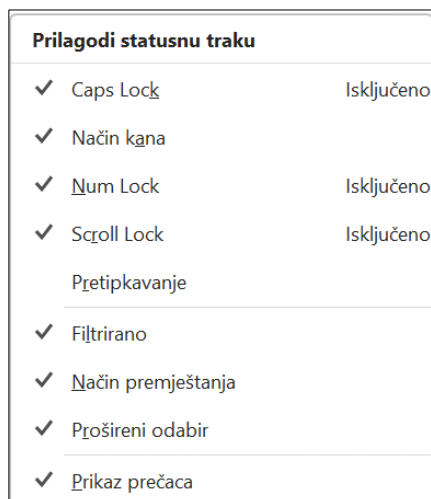 Prilagodi statusnu traku
Caps Lock Isključeno
Način kana
Num Lock Isključeno
Scroll Lock Isključeno
Pretipkavanje
Filtrirano
Način premještanja
Prošireni odabir
Prikaz prečaca